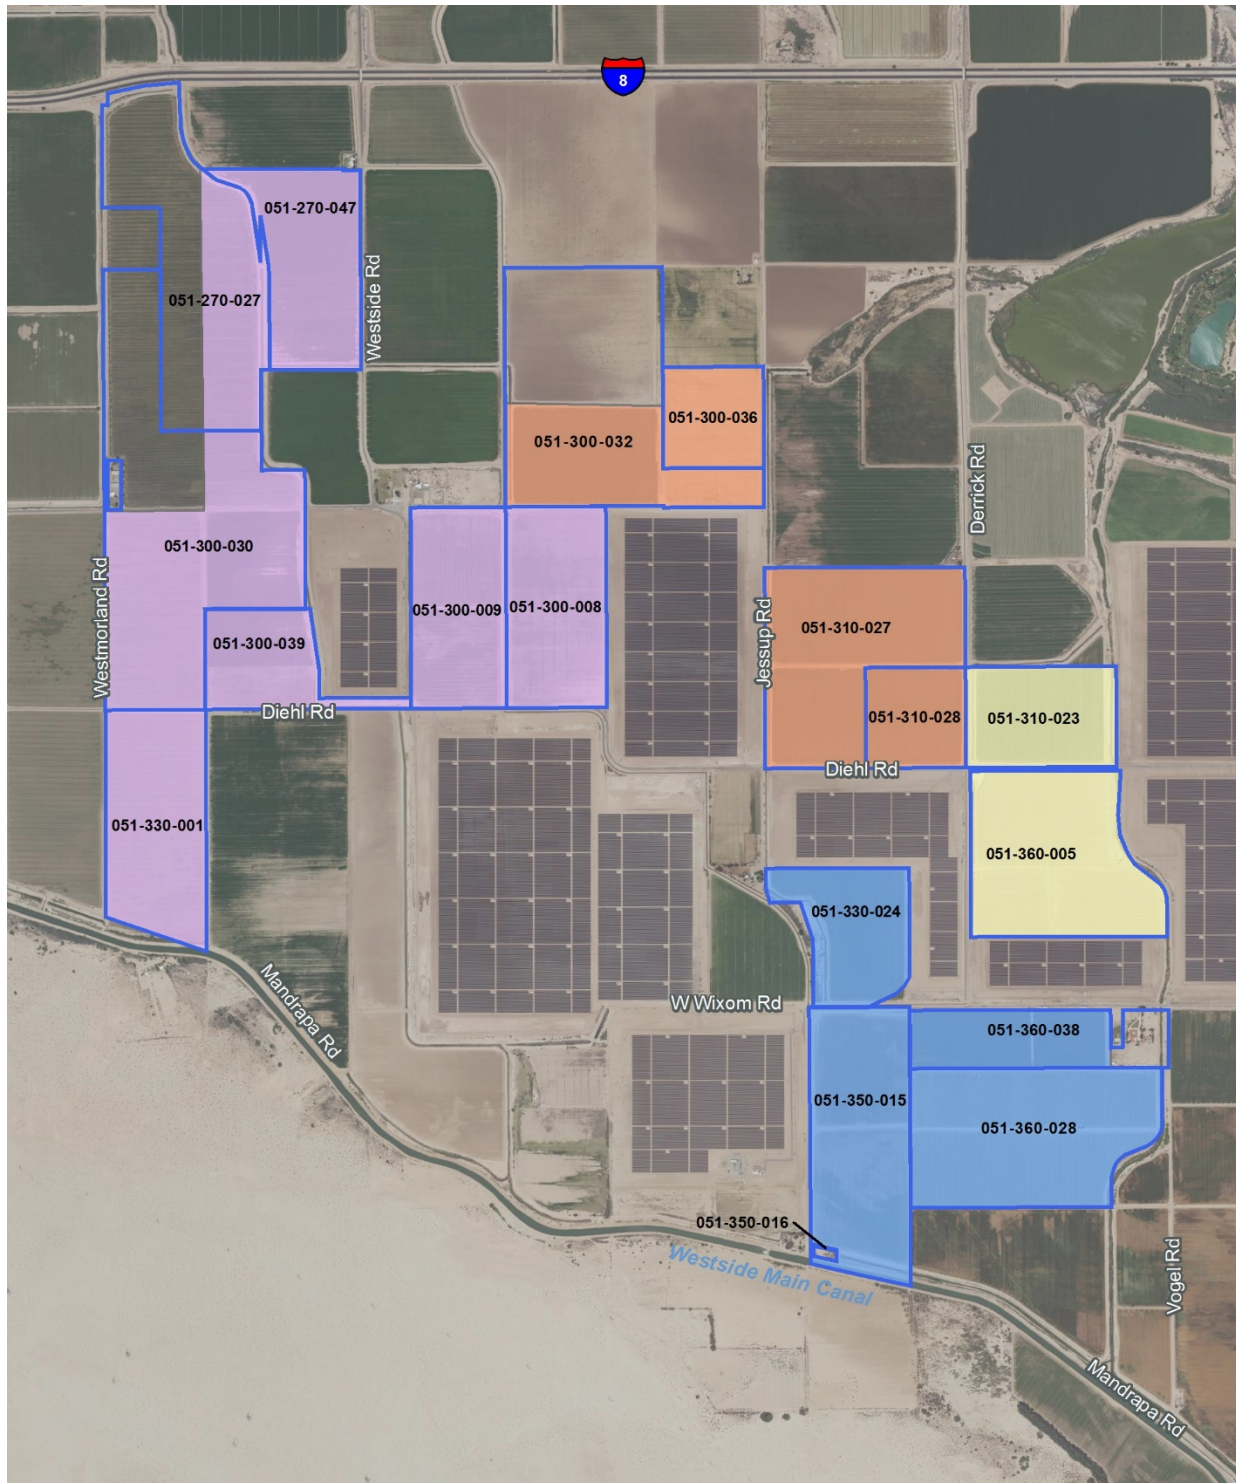 8
051-270-047
Westside Rd
051-270-027
051-300-036
051-300-032
Derrick Rd
051-300-030
Westmorland Rd
051-300-009
051-300-008
Jessup Rd
051-310-027
051-300-039
Diehl Rd
051-310-028
051-310-023
Diehl Rd
051-330-001
051-360-005
051-330-024
Mandrapa Rd
W Wixom Rd
051-360-038
051-350-015
051-360-028
051-350-016
Westside Main Canal
Vogel Rd
Mandrapa Rd